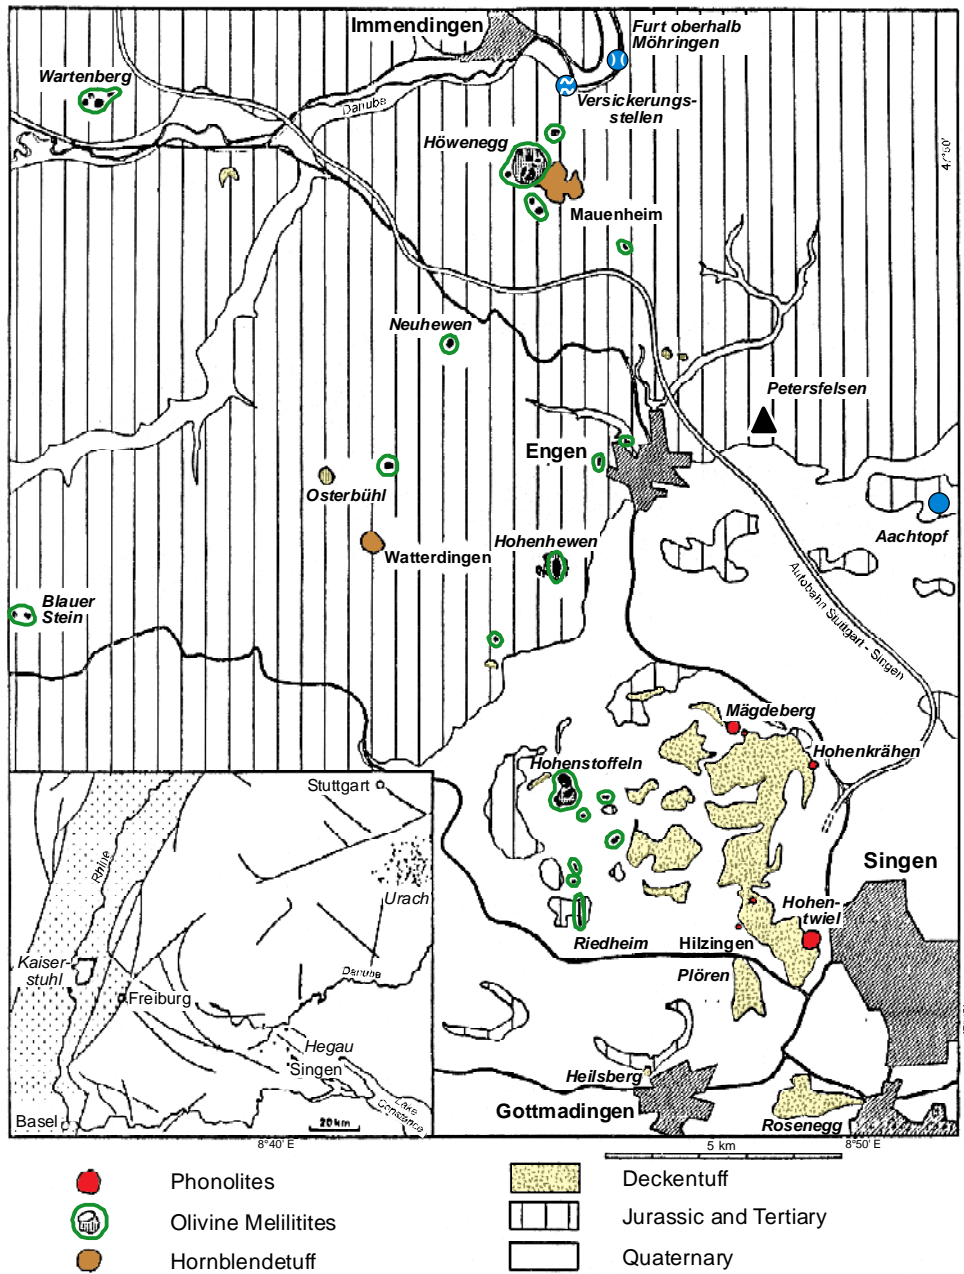 Immendingen
Furt oberhalb
Möhringen
Wartenberg
Danube
Versickerungs-
stellen
Höwenegg
47°50'
Mauenheim
Neuhewen
Petersfelsen
Engen
Osterbühl
Aachtopf
Hohenhewen
Watterdingen
Autobahn Stuttgart - Singen
Blauer
Stein
Mägdeberg
Hohenkrähen
Hohenstoffeln
Stuttgart
Rhine
Singen
Urach
Hohen-
twiel
Riedheim
Hilzingen
Kaiser-
stuhl
Danube
Plören
Freiburg
Hegau
Singen
Heilsberg
Lake
Constance
Gottmadingen
Basel
20 km
Rosenegg
8°40' E
5 km
8°50' E
Phonolites
Deckentuff
Olivine Melilitites
Jurassic and Tertiary
Hornblendetuff
Quaternary